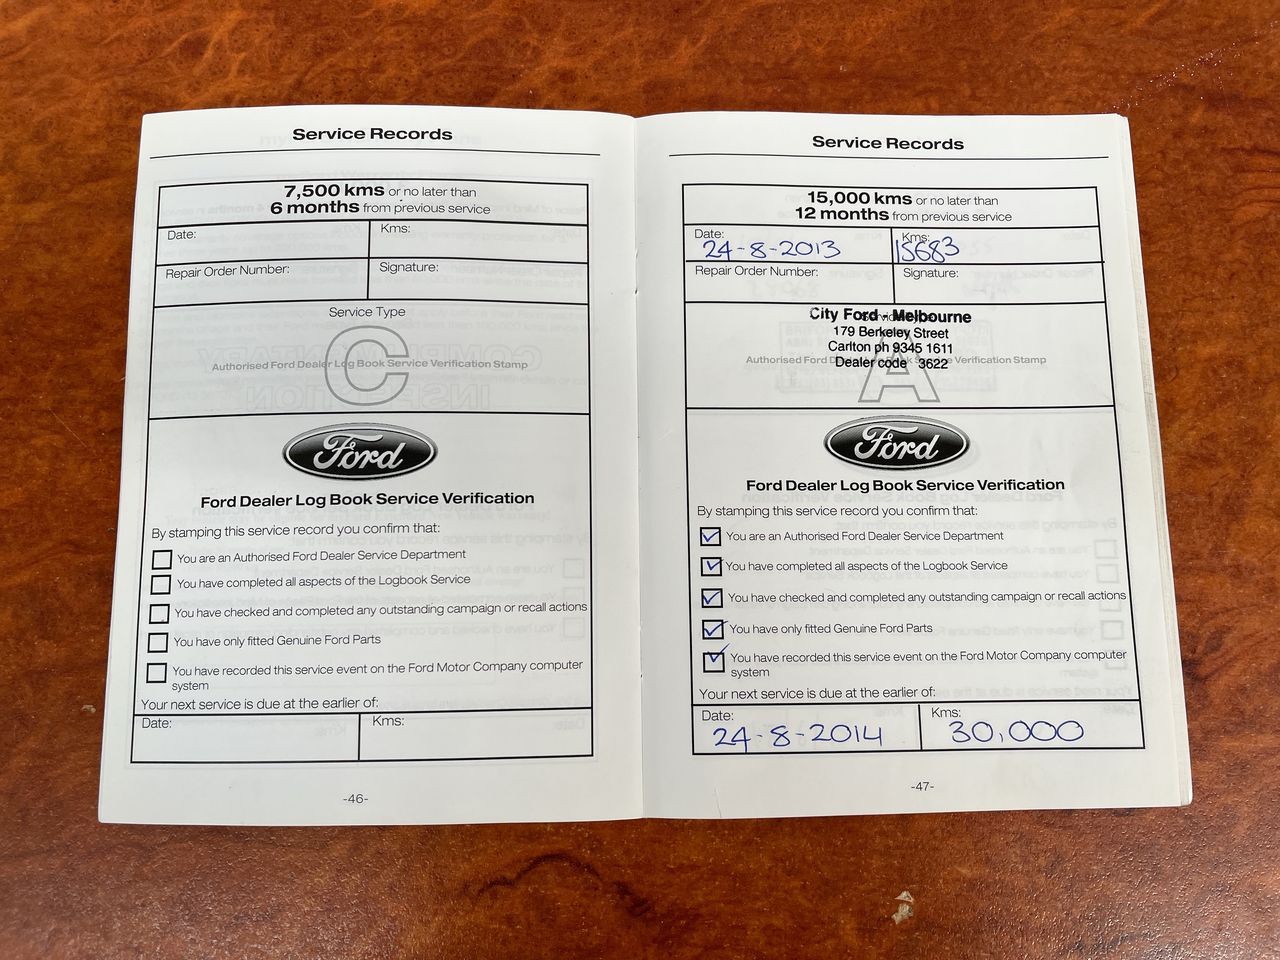 Service Records
7,500 kms or no later than
6 months from previous service
Date:
Kms:
Repair Order Number:
Signature:
Service Type
C
Authorised Ford Dealer Log Book Service Verification Stamp
Ford
Ford Dealer Log Book Service Verification
By stamping this service record you confirm that:
You are an Authorised Ford Dealer Service Department
You have completed all aspects of the Logbook Service
You have checked and completed any outstanding campaign or recall actions
You have only fitted Genuine Ford Parts
You have recorded this service event on the Ford Motor Company computer
system
Your next service is due at the earlier of:
Date:
Kms:
-46-
Service Records
15,000 kms or no later than
12 months from previous service
Date:
24-8-2013
Kms:
15683
Repair Order Number:
Signature:
City Ford - Melbourne
179 Berkeley Street
Carlton ph 9345 1611
Authorised Ford Dealer Log Book Service Verification Stamp
Dealer code 3622
A
Ford
Ford Dealer Log Book Service Verification
By stamping this service record you confirm that:
You are an Authorised Ford Dealer Service Department
You have completed all aspects of the Logbook Service
You have checked and completed any outstanding campaign or recall actions
You have only fitted Genuine Ford Parts
You have recorded this service event on the Ford Motor Company computer
system
Your next service is due at the earlier of:
Date:
24-8-2014
Kms:
30,000
-47-